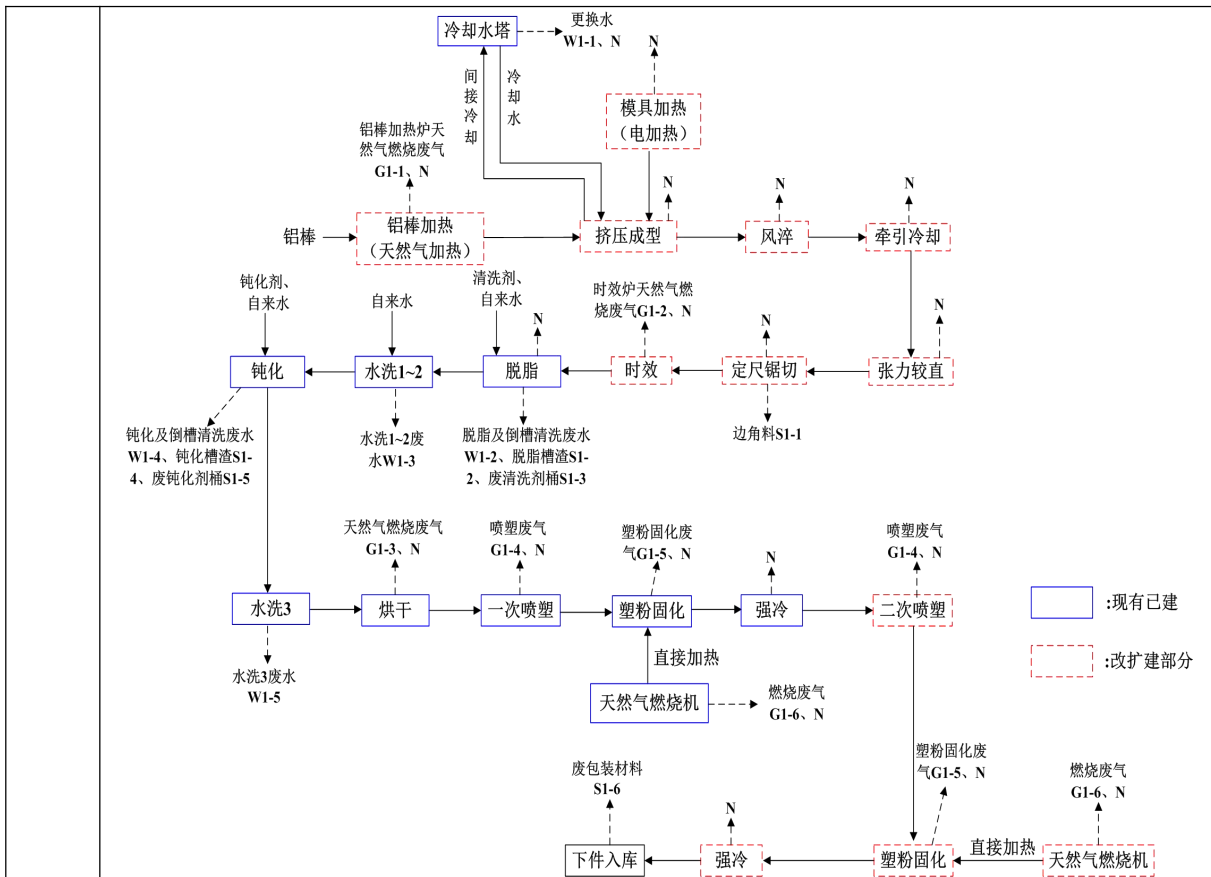 冷却水塔
更换水
W1-1、N
N
间接冷却
冷却水
模具加热
（电加热）
铝棒加热炉天
然气燃烧废气
G1-1、N
N
N
N
铝棒
铝棒加热
（天然气加热）
挤压成型
风淬
牵引冷却
钝化剂、
自来水
自来水
清洗剂、
自来水
N
时效炉天然气燃
烧废气G1-2、N
N
N
钝化
水洗1~2
脱脂
时效
定尺锯切
张力较直
钝化及倒槽清洗废水
W1-4、钝化槽渣S1-
4、废钝化剂桶S1-5
水洗1~2废
水W1-3
脱脂及倒槽清洗废水
W1-2、脱脂槽渣S1-
2、废清洗剂桶S1-3
边角料S1-1
天然气燃烧废气
G1-3、N
喷塑废气
G1-4、N
塑粉固化废
气G1-5、N
N
喷塑废气
G1-4、N
水洗3
烘干
一次喷塑
塑粉固化
强冷
二次喷塑
:现有已建
:改扩建部分
水洗3废水
W1-5
直接加热
天然气燃烧机
燃烧废气
G1-6、N
废包装材料
S1-6
N
塑粉固化废
气G1-5、N
燃烧废气
G1-6、N
下件入库
强冷
塑粉固化
直接加热
天然气燃烧机